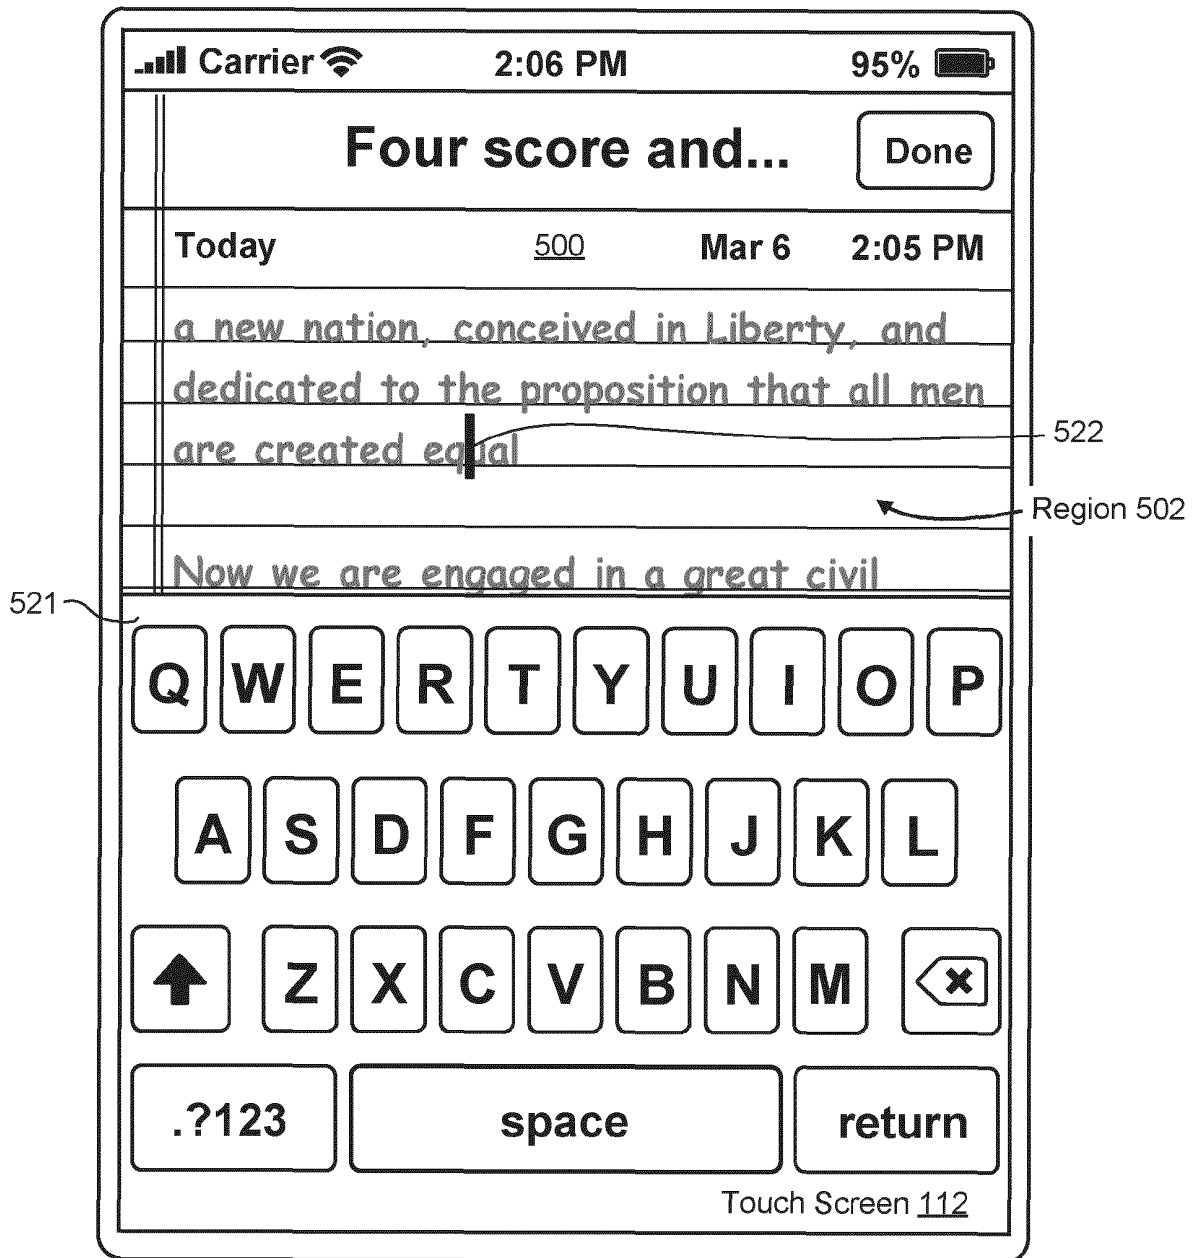 Carrier 2:06 PM 95%
Four score and... Done
Today 500 Mar 6 2:05 PM
a new nation, conceived in Liberty, and
dedicated to the proposition that all men
are created equal
522
Region 502
Now we are engaged in a great civil
521
Q W E R T Y U I O P
A S D F G H J K L
Z X C V B N M
.?123 space return
Touch Screen 112